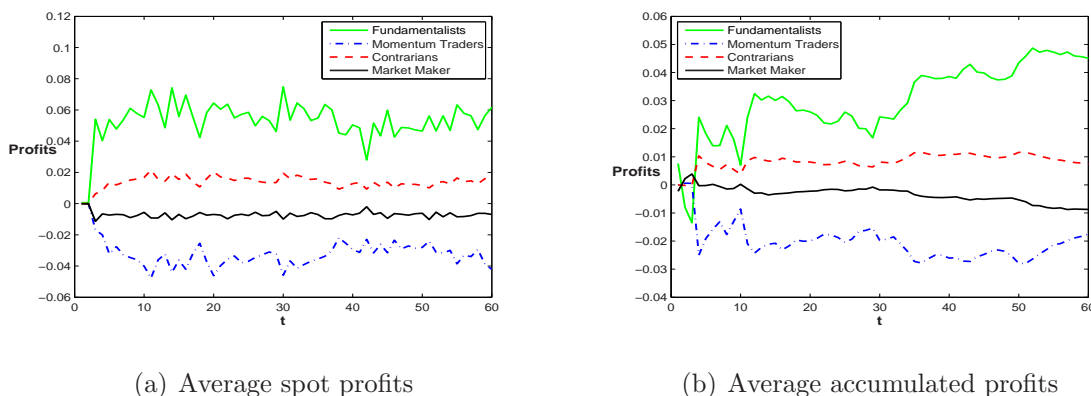 0.12
0.1
0.08
0.06
0.04
0.02
0
−0.02
−0.04
−0.06
Profits
Fundamentalists
Momentum Traders
Contrarians
Market Maker
0 10 20 30 40 50 60
t
(a) Average spot profits
0.06
0.05
0.04
0.03
0.02
0.01
0
−0.01
−0.02
−0.03
−0.04
Profits
Fundamentalists
Momentum Traders
Contrarians
Market Maker
0 10 20 30 40 50 60
t
(b) Average accumulated profits